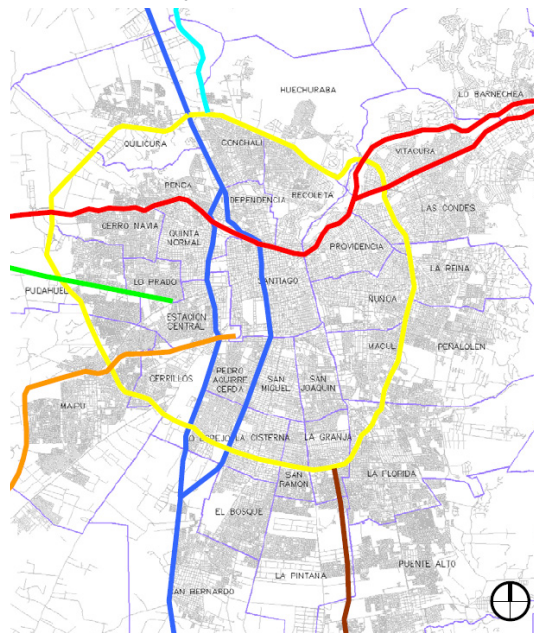 LO BARNECHEA
HUECHURABA
QUILICURA
CONCHALI
VITACURA
RENCA
INDEPENDENCIA
RECOLETA
LAS CONDES
CERRO NAVIA
QUINTA
NORMAL
PROVIDENCIA
LA REINA
PUDAHUEL
LO PRADO
SANTIAGO
ÑUÑOA
ESTACION
CENTRAL
MACUL
PEÑALOLEN
CERRILLOS
PEDRO
AGUIRRE
CERDA
SAN
MIGUEL
SAN
JOAQUIN
MAIPU
LO ESPEJO
LA CISTERNA
LA GRANJA
SAN
RAMON
LA FLORIDA
EL BOSQUE
PUENTE ALTO
LA PINTANA
SAN BERNARDO